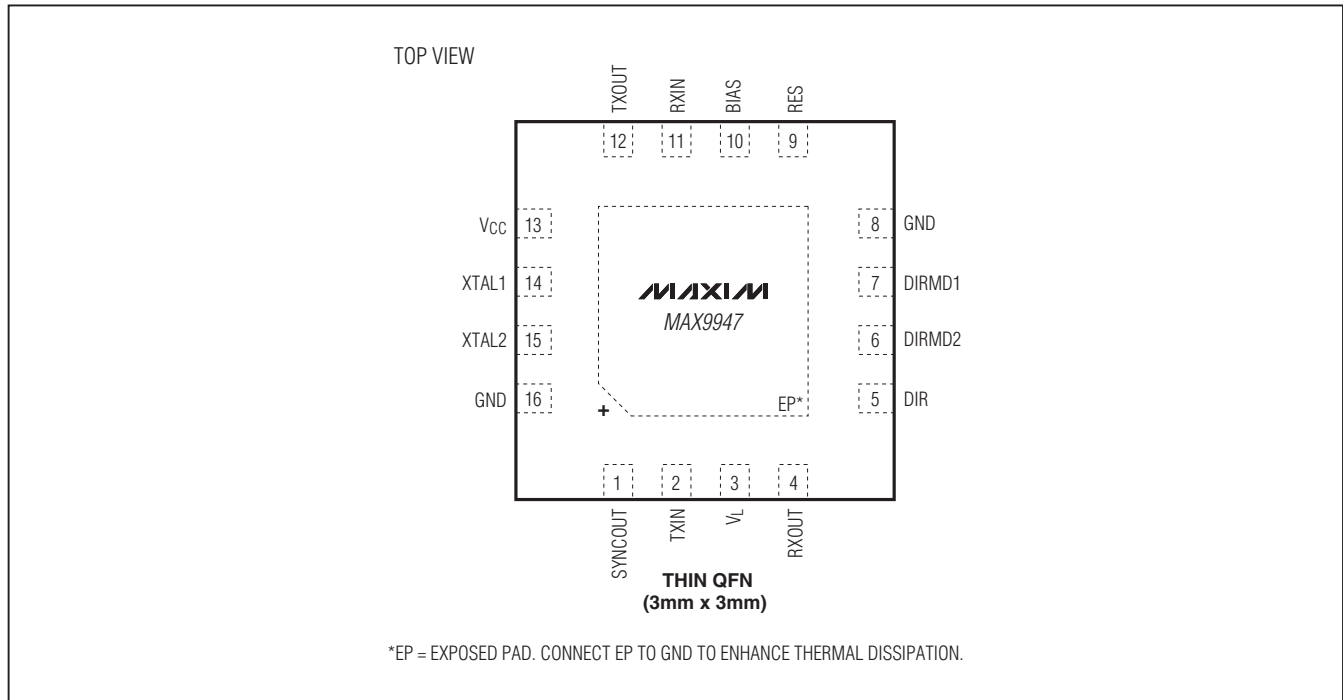 TOP VIEW
TXOUT
RXIN
BIAS
RES
12
11
10
9
VCC
13
8
GND
XTAL1
14
7
DIRMD1
MAXIM
MAX9947
XTAL2
15
6
DIRMD2
GND
16
5
DIR
+
EP*
1
2
3
4
SYNCOUT
TXIN
VL
RXOUT
THIN QFN
(3mm x 3mm)
*EP = EXPOSED PAD. CONNECT EP TO GND TO ENHANCE THERMAL DISSIPATION.